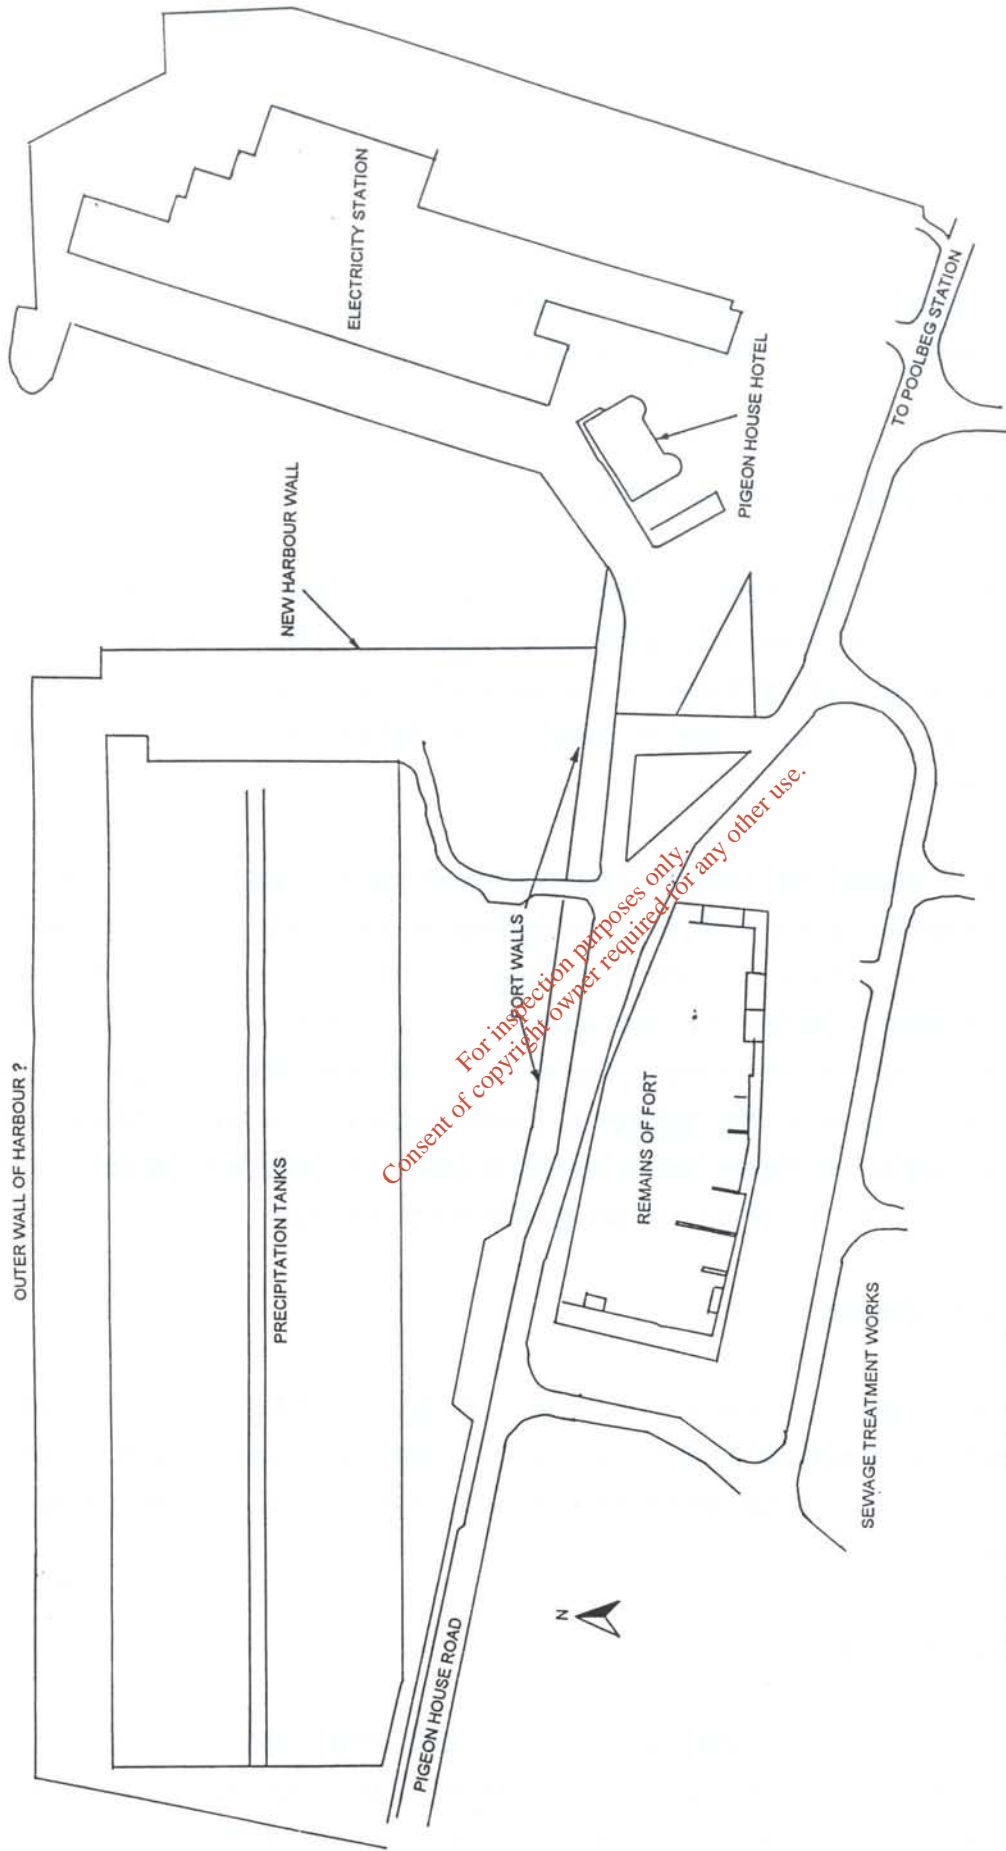 OUTER WALL OF HARBOUR ?
PRECIPITATION TANKS
NEW HARBOUR WALL
ELECTRICITY STATION
PIGEON HOUSE HOTEL
TO POOLBEG STATION
FORT WALLS
REMAINS OF FORT
SEWAGE TREATMENT WORKS
PIGEON HOUSE ROAD
N
For inspection purposes only.
Consent of copyright owner required for any other use.